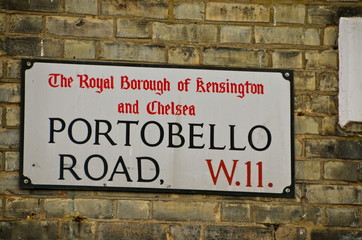 The Royal Borough of Kensington
and Chelsea
PORTOBELLO
ROAD, W.11.